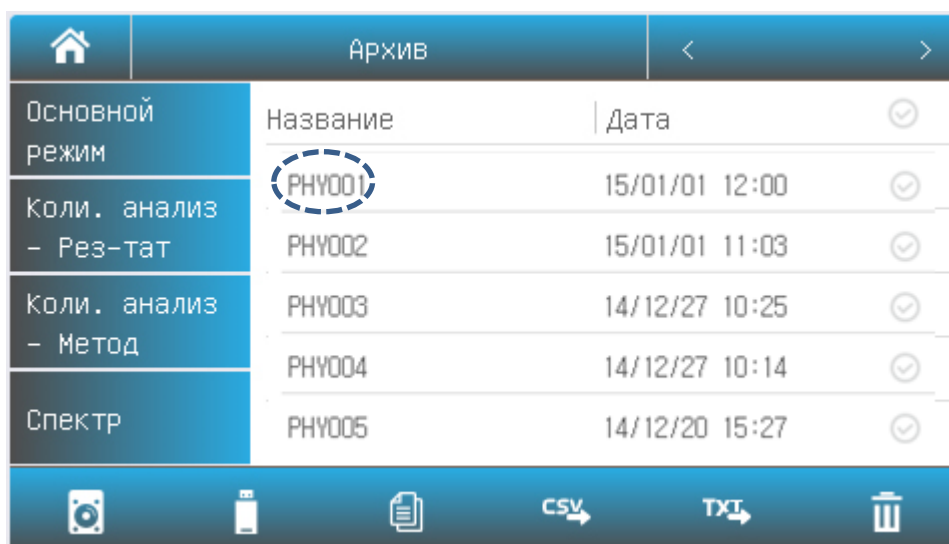 Архив
<
>
Основной
режим
Коли. анализ
- Рез-тат
Коли. анализ
- Метод
Спектр
Название Дата
PHY001 15/01/01 12:00
PHY002 15/01/01 11:03
PHY003 14/12/27 10:25
PHY004 14/12/27 10:14
PHY005 14/12/20 15:27
CSV TXT